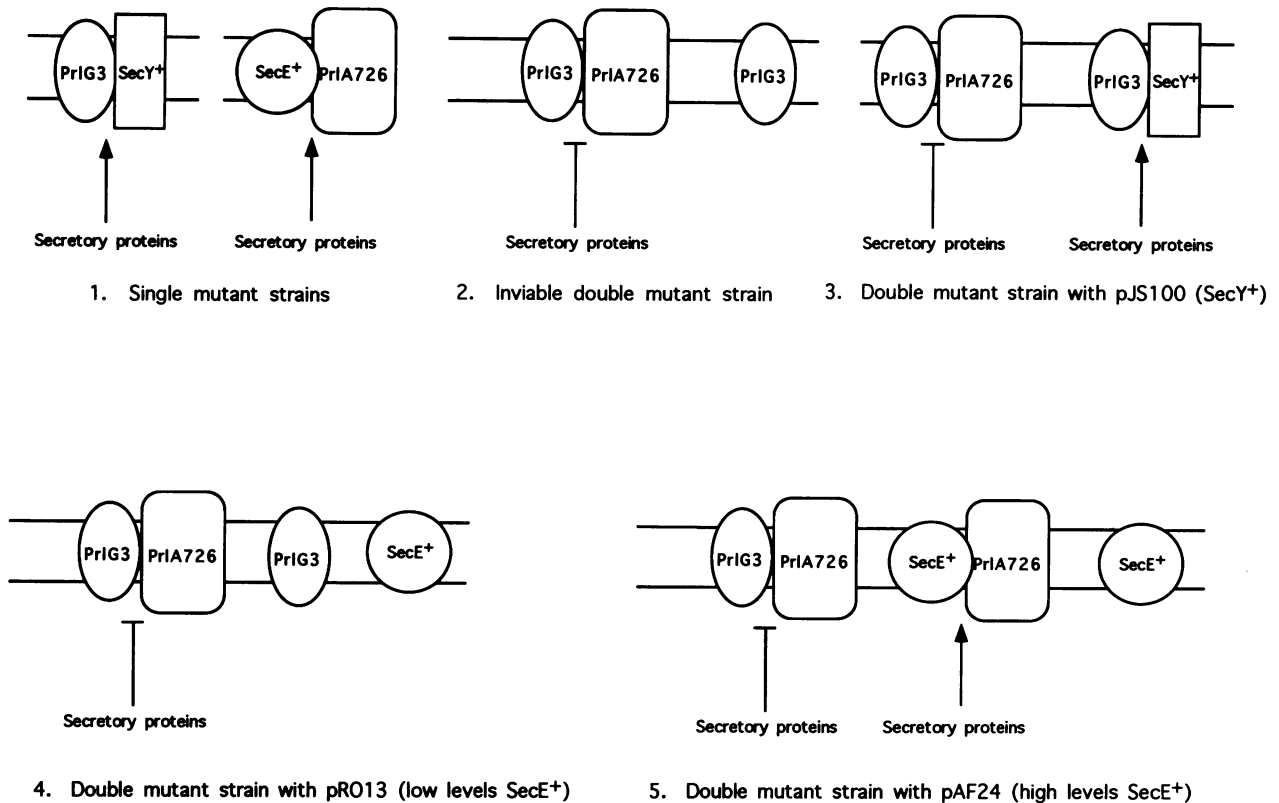 PrlG3 SecY+ SecE+ PrlA726 PrlG3 PrlA726 PrlG3 PrlG3 PrlA726 PrlG3 SecY+
Secretory proteins Secretory proteins Secretory proteins Secretory proteins Secretory proteins
1. Single mutant strains 2. Inviable double mutant strain 3. Double mutant strain with pJS100 (SecY+)
PrlG3 PrlA726 PrlG3 SecE+ PrlG3 PrlA726 SecE+ PrlA726 SecE+
Secretory proteins Secretory proteins Secretory proteins
4. Double mutant strain with pRO13 (low levels SecE+) 5. Double mutant strain with pAF24 (high levels SecE+)